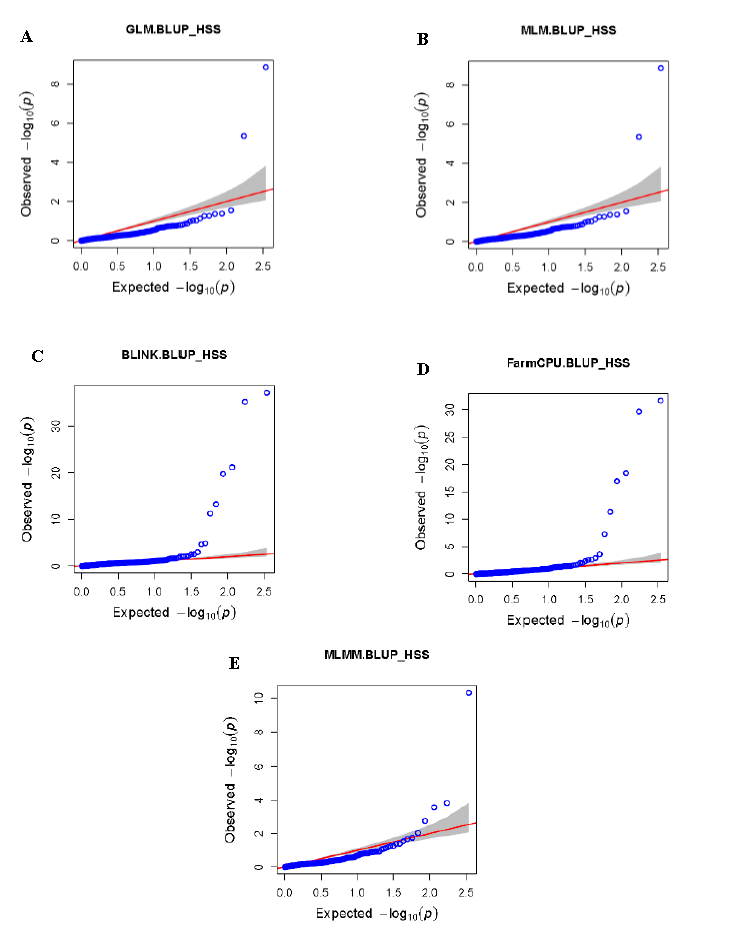 A
GLM.BLUP_HSS
Observed −log10(p)
0 2 4 6 8
0.0 0.5 1.0 1.5 2.0 2.5
Expected −log10(p)
B
MLM.BLUP_HSS
Observed −log10(p)
0 2 4 6 8
0.0 0.5 1.0 1.5 2.0 2.5
Expected −log10(p)
C
BLINK.BLUP_HSS
Observed −log10(p)
0 10 20 30
0.0 0.5 1.0 1.5 2.0 2.5
Expected −log10(p)
D
FarmCPU.BLUP_HSS
Observed −log10(p)
0 5 10 15 20 25 30
0.0 0.5 1.0 1.5 2.0 2.5
Expected −log10(p)
E
MLMM.BLUP_HSS
Observed −log10(p)
0 2 4 6 8 10
0.0 0.5 1.0 1.5 2.0 2.5
Expected −log10(p)